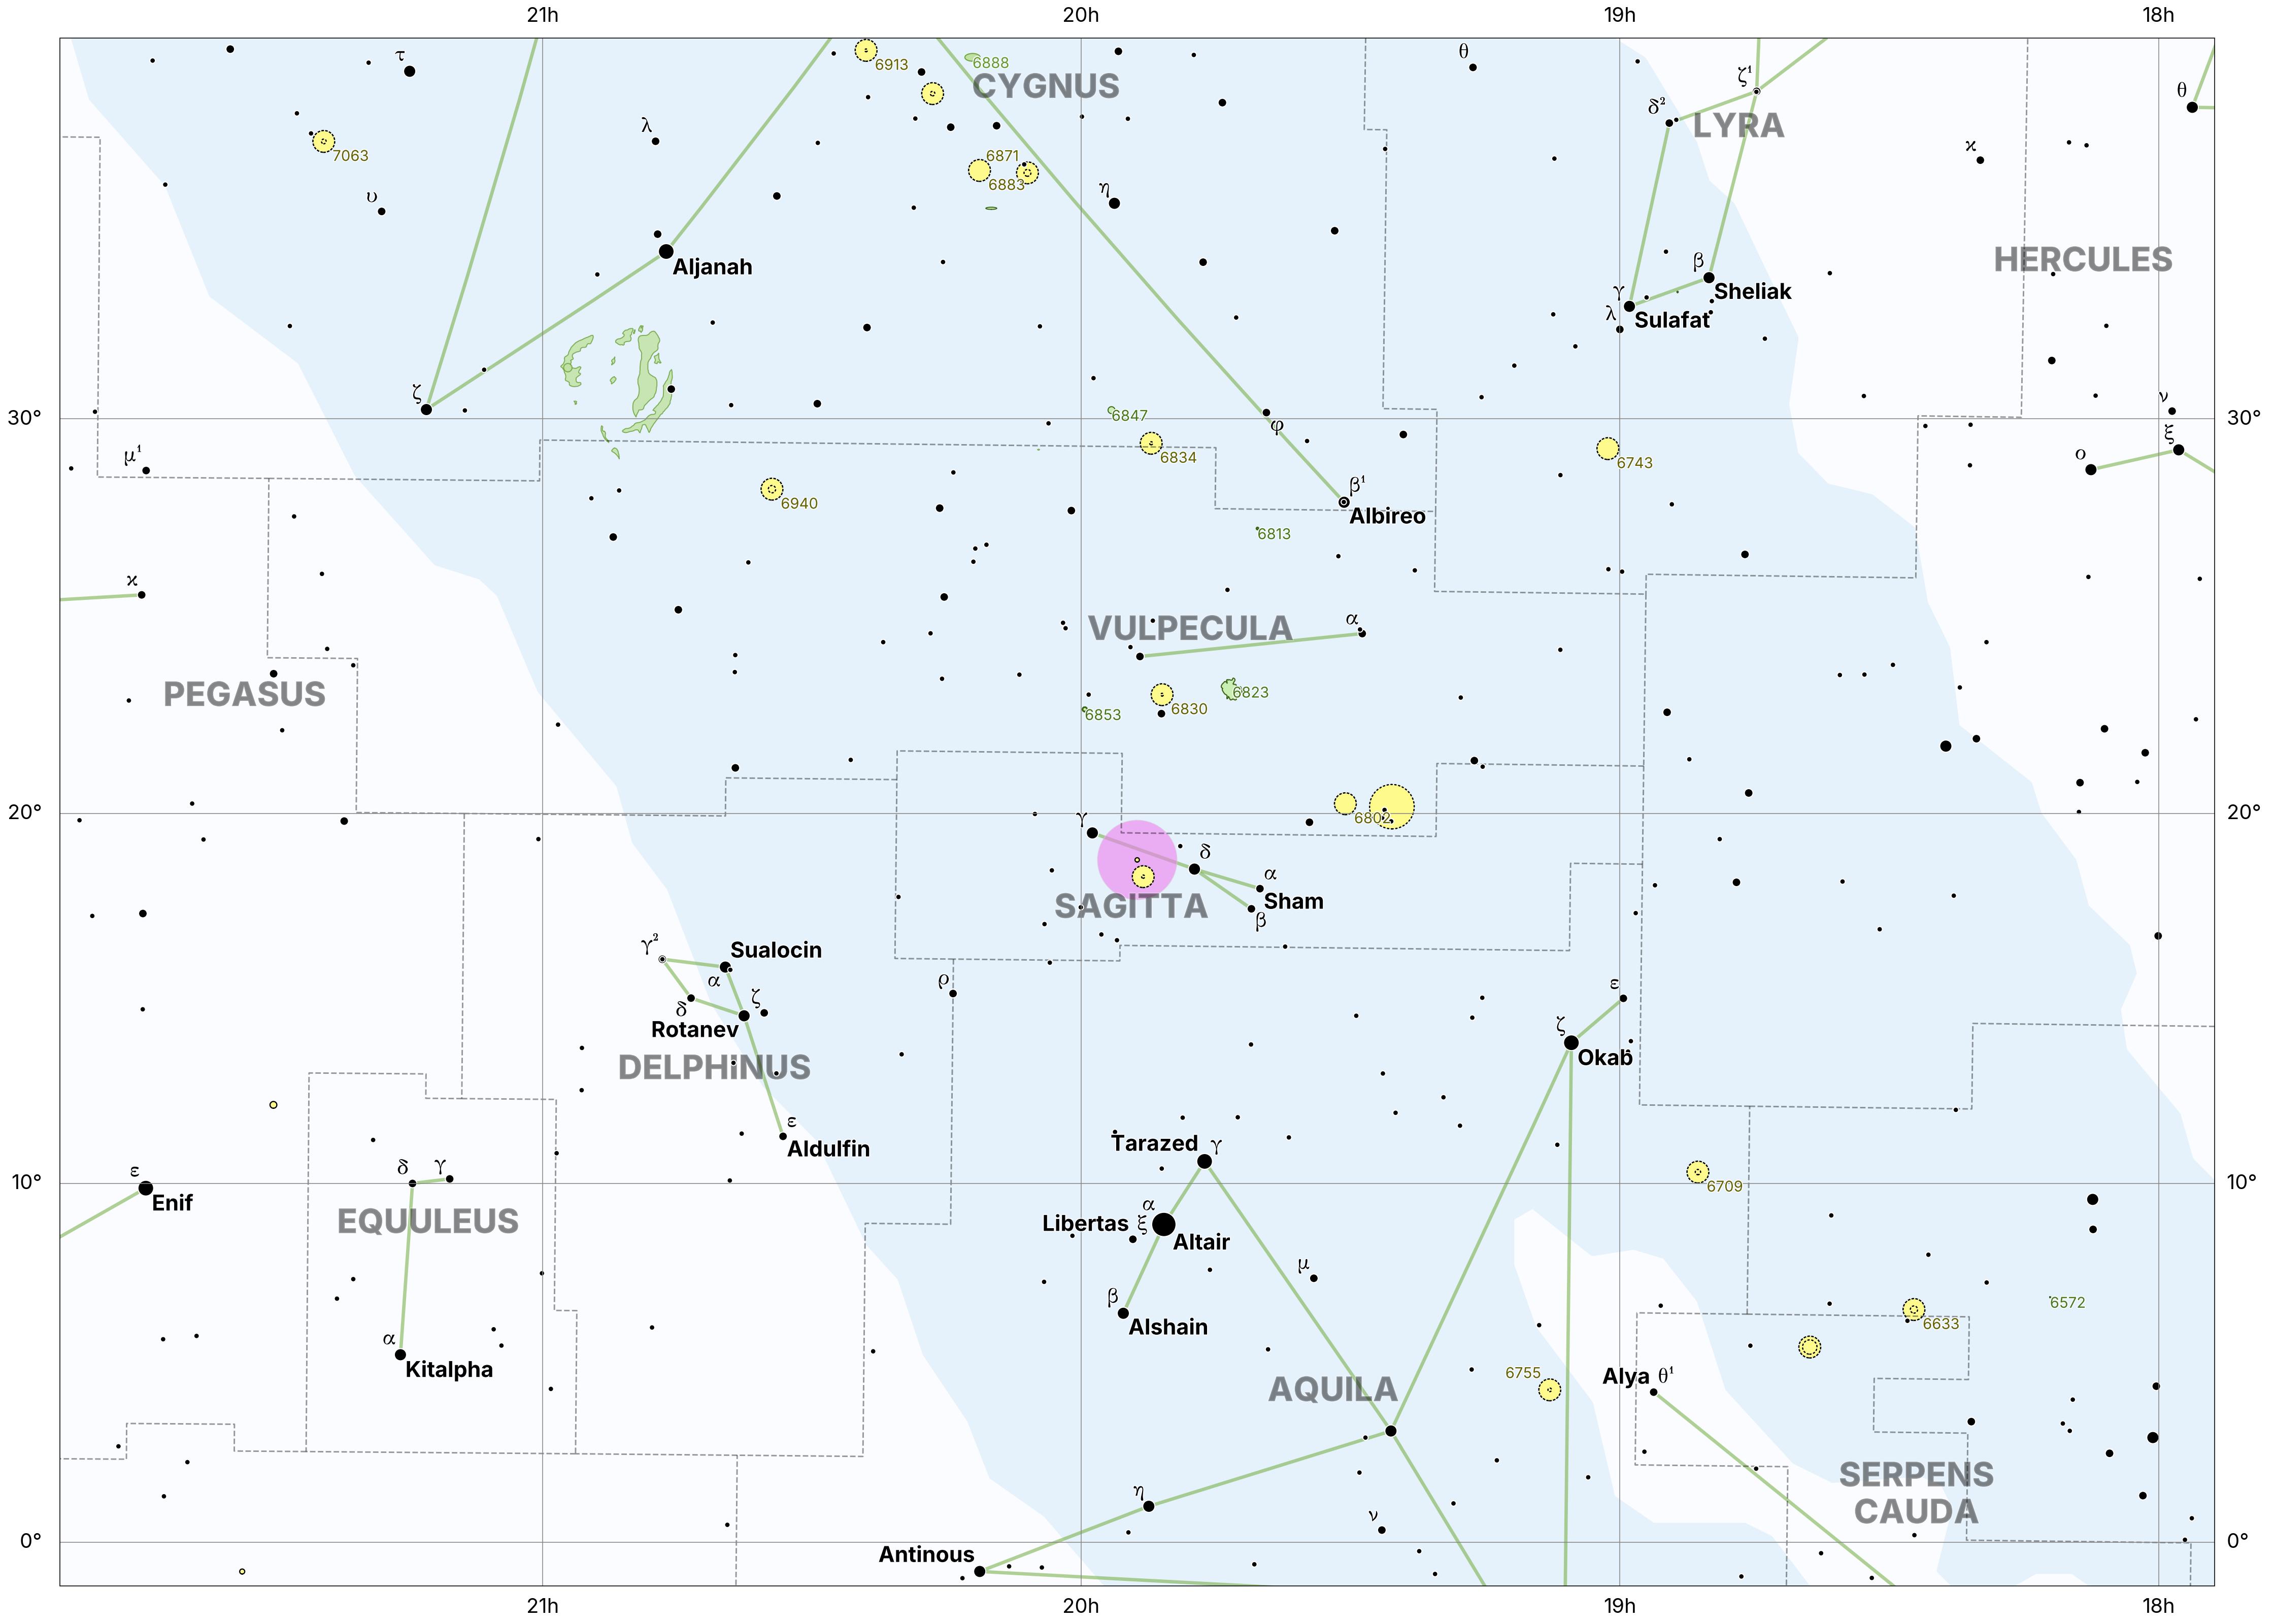 21h 20h 19h 18h
τ
6913
6888
CYGNUS
θ
ζ¹
θ
δ²
LYRA
λ
7063
6871
6883
ϰ
υ
η
Aljanah
β
HERCULES
Sheliak
γ
λ
Sulafat
ζ
ν
30°
6847
φ
30°
μ¹
6834
6743
ξ
ο
6940
β¹
Albireo
6813
ϰ
VULPECULA
α
PEGASUS
6823
6853
6830
20°
6802
20°
γ
δ
α
Sham
SAGITTA
β
γ²
Sualocin
α
ρ
ζ
δ
Rotanev
ε
ζ
Okab
DELPHINUS
ε
Aldulfin
Tarazed γ
ε
δ
γ
10°
10°
Enif
6709
EQUULEUS
α
Libertas ξ
Altair
μ
β
Alshain
6572
6633
α
Kitalpha
6755
Alya θ¹
AQUILA
SERPENS
CAUDA
η
ν
0°
0°
Antinous
21h 20h 19h 18h